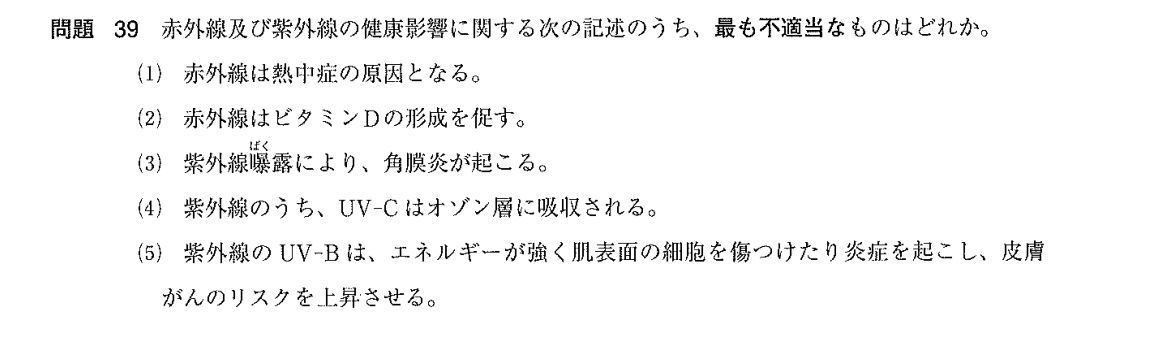 問題 39 赤外線及び紫外線の健康影響に関する次の記述のうち、最も不適当なものはどれか。
(1) 赤外線は熱中症の原因となる。
(2) 赤外線はビタミンDの形成を促す。
ばく
(3) 紫外線曝露により、角膜炎が起こる。
(4) 紫外線のうち、UV-Cはオゾン層に吸収される。
(5) 紫外線のUV-Bは、エネルギーが強く肌表面の細胞を傷つけたり炎症を起こし、皮膚
がんのリスクを上昇させる。